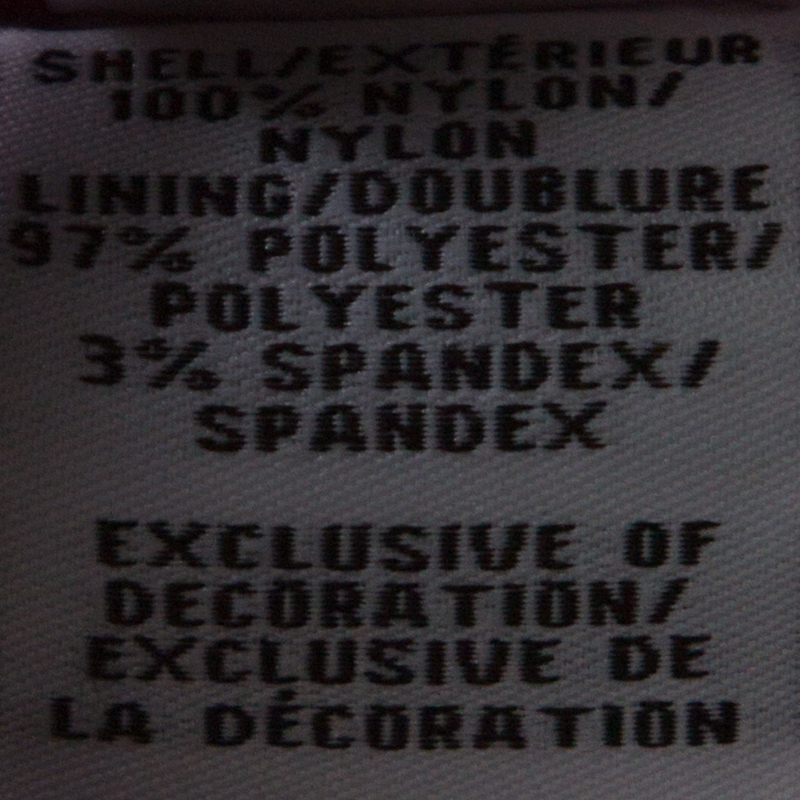 SHELL/EXTÉRIEUR
100% NYLON/
NYLON
LINING/DOUBLURE
97% POLYESTER/
POLYESTER
3% SPANDEX/
SPANDEX
EXCLUSIVE OF
DECORATION/
EXCLUSIVE DE
LA DÉCORATION